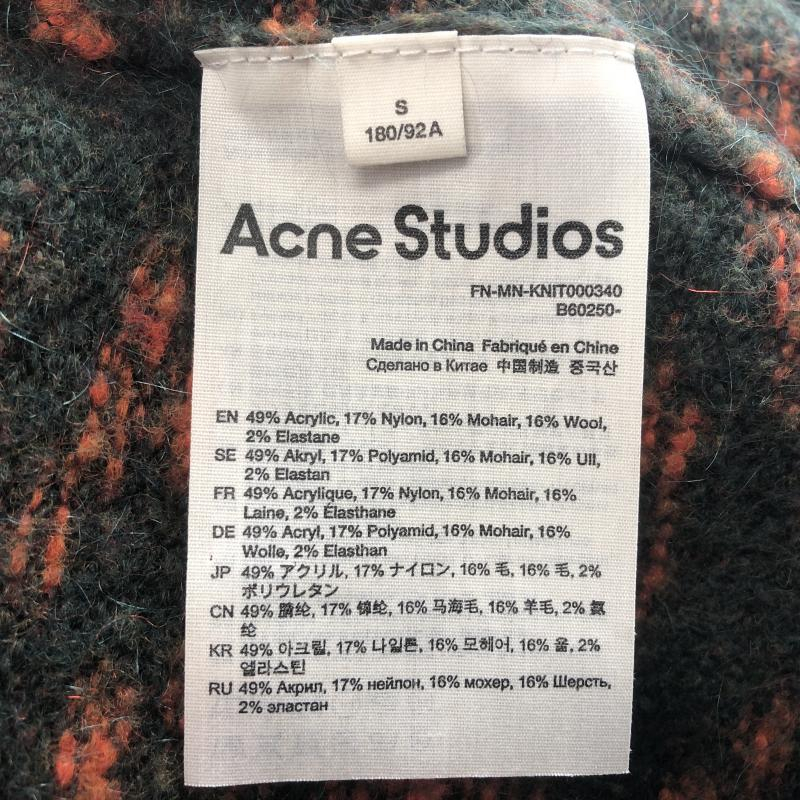 S
180/92A
Acne Studios
FN-MN-KNIT000340
B60250-
Made in China Fabriqué en Chine
Сделано в Китае 中国制造 중국산
EN 49% Acrylic, 17% Nylon, 16% Mohair, 16% Wool,
2% Elastane
SE 49% Akryl, 17% Polyamid, 16% Mohair, 16% Ull,
2% Elastan
FR 49% Acrylique, 17% Nylon, 16% Mohair, 16%
Laine, 2% Élasthane
DE 49% Acryl, 17% Polyamid, 16% Mohair, 16%
Wolle, 2% Elasthan
JP 49% アクリル, 17% ナイロン, 16% 毛, 16% 毛, 2%
ポリウレタン
CN 49% 腈纶, 17% 锦纶, 16% 马海毛, 16% 羊毛, 2% 氨
纶
KR 49% 아크릴, 17% 나일론, 16% 모헤어, 16% 울, 2%
엘라스틴
RU 49% Акрил, 17% нейлон, 16% мохер, 16% Шерсть,
2% эластан